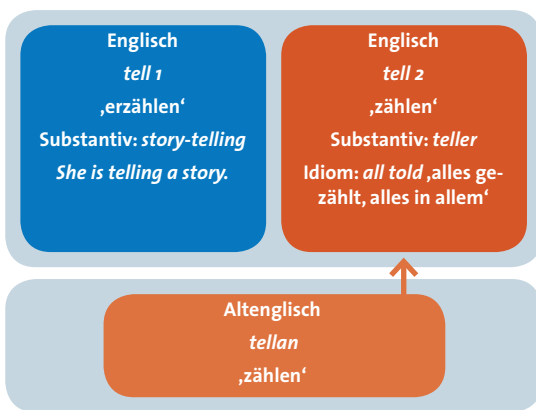 Englisch
tell 1
‚erzählen‘
Substantiv: story-telling
She is telling a story.
Englisch
tell 2
‚zählen‘
Substantiv: teller
Idiom: all told ‚alles ge-
zählt, alles in allem‘
Altenglisch
tellan
‚zählen‘